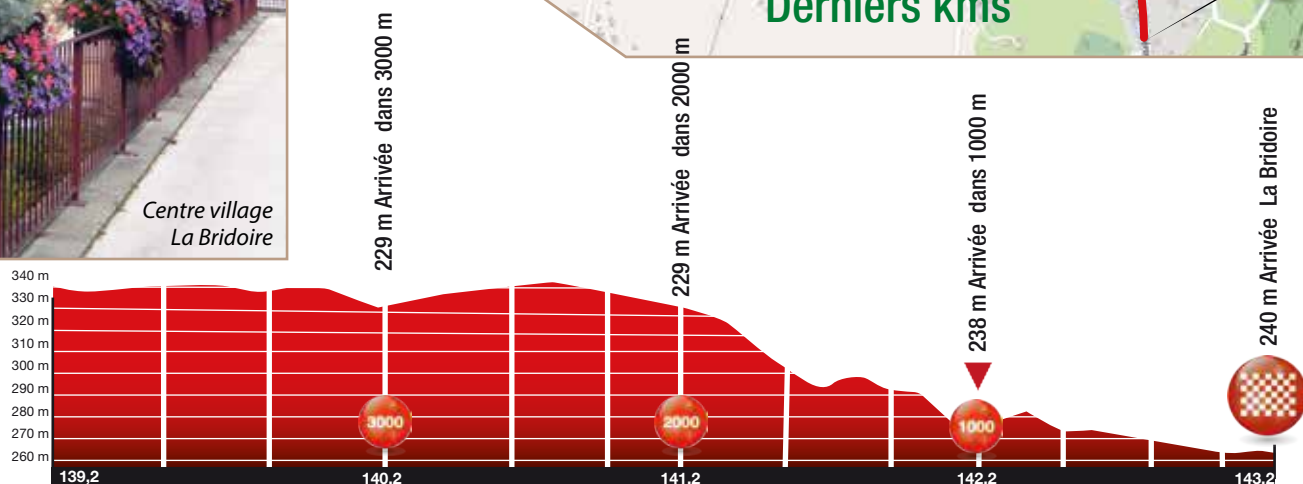 Derniers kms
Centre village
La Bridoire
229 m Arrivée dans 3000 m
229 m Arrivée dans 2000 m
238 m Arrivée dans 1000 m
240 m Arrivée La Bridoire
340 m
330 m
320 m
310 m
300 m
290 m
280 m
270 m
260 m
3000
2000
1000
139,2
140,2
141,2
142,2
143,2